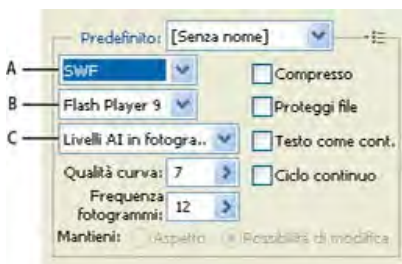 Predefinito: [Senza nome]
A SWF Compresso
B Flash Player 9 Proteggi file
C Livelli AI in fotogra.. Testo come cont.
Qualità curva: 7 Ciclo continuo
Frequenza
fotogrammi: 12
Mantieni: Aspetto Possibilità di modifica